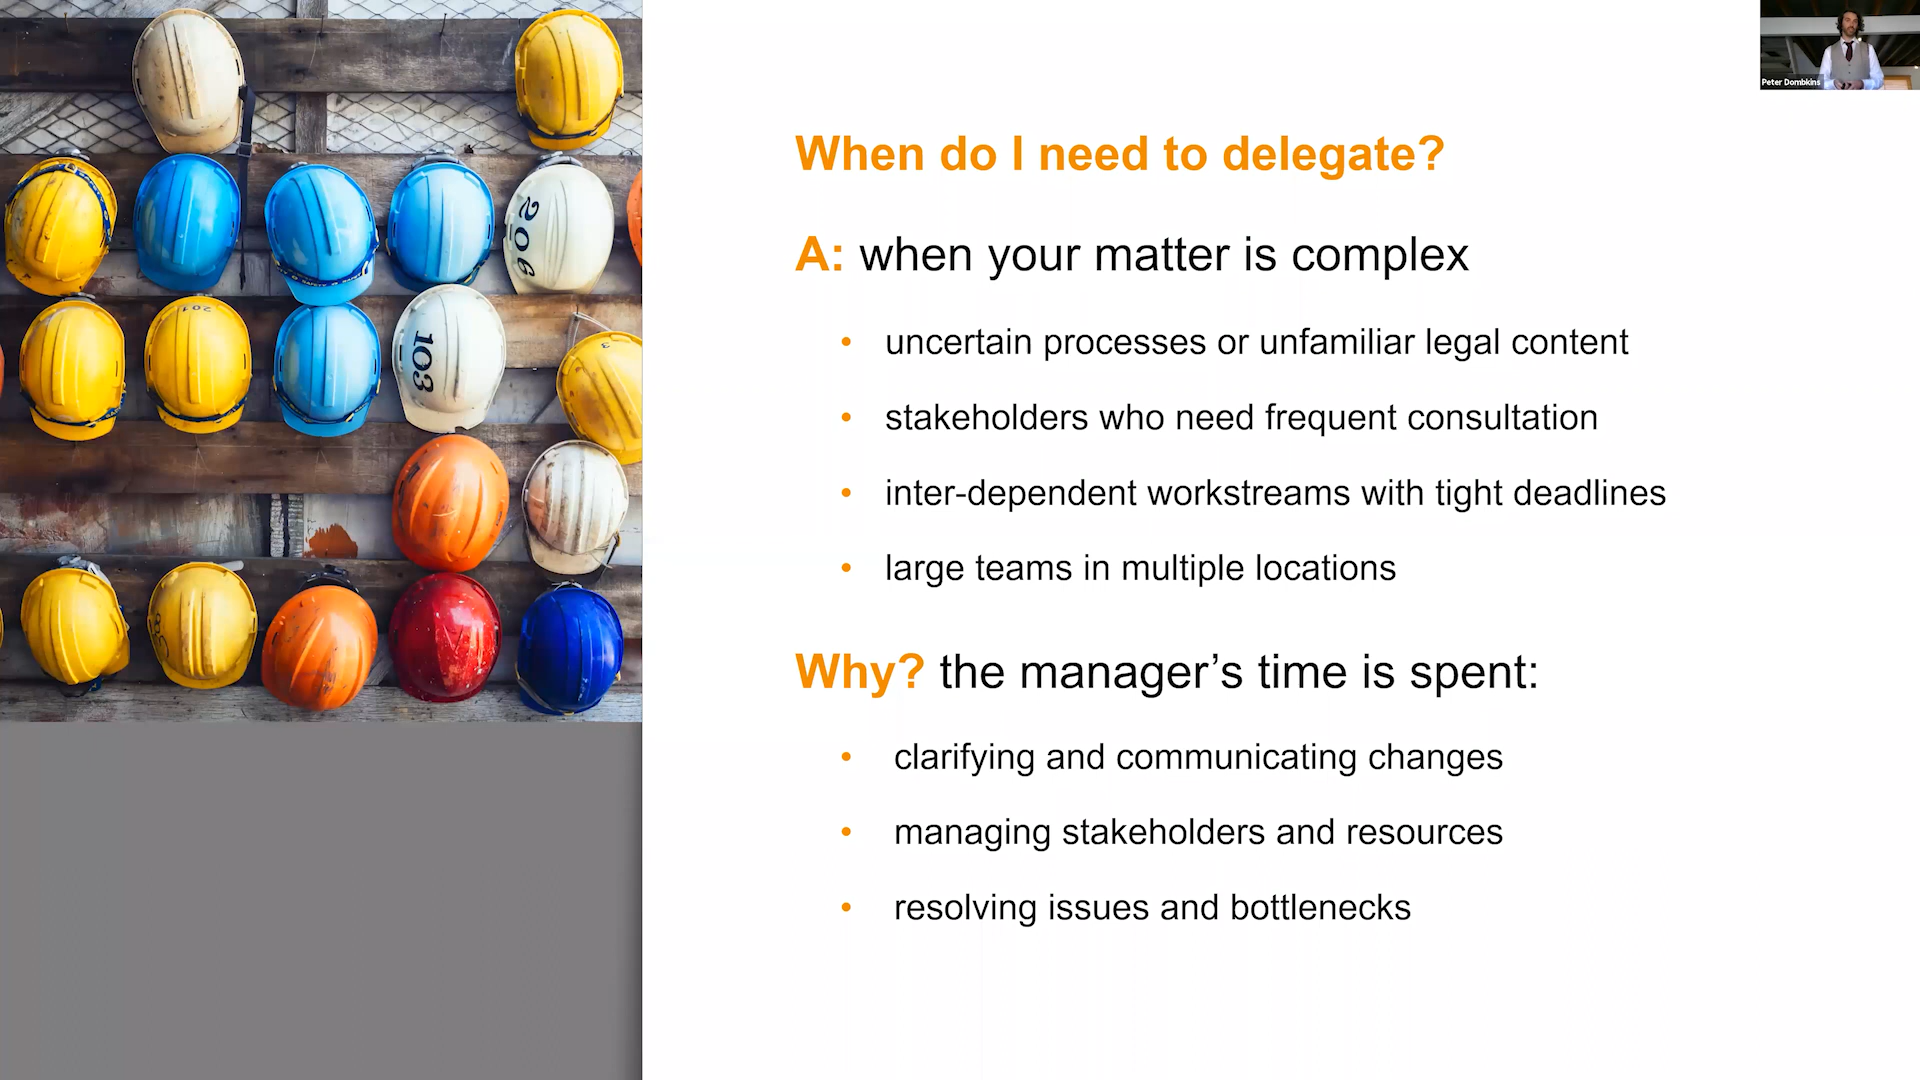 Peter Dombkins
When do I need to delegate?
A: when your matter is complex
• uncertain processes or unfamiliar legal content
• stakeholders who need frequent consultation
• inter-dependent workstreams with tight deadlines
• large teams in multiple locations
Why? the manager’s time is spent:
• clarifying and communicating changes
• managing stakeholders and resources
• resolving issues and bottlenecks
206
201
103
3